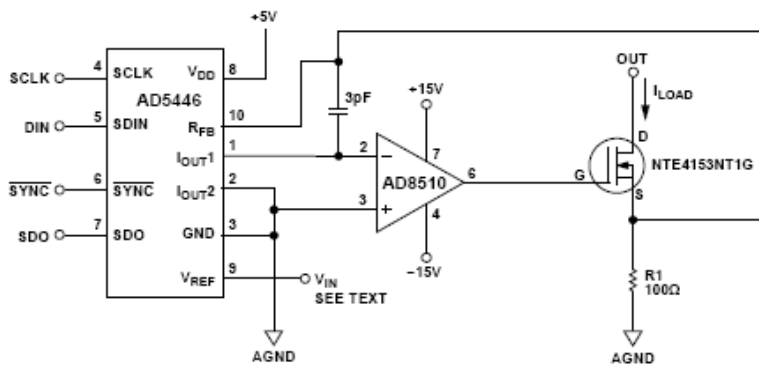 +5V
4 SCLK VDD 8
SCLK
AD5446
3pF
+15V
OUT
ILOAD
DIN
5 SDIN RFB 10
IOUT1 1
2 − 7
AD8510
6
G
D
S
NTE4153NT1G
SYNC
6 SYNC IOUT2 2
3 + 4
SDO
7 SDO GND 3
−15V
VREF 9
VIN
SEE TEXT
R1
100Ω
AGND
AGND